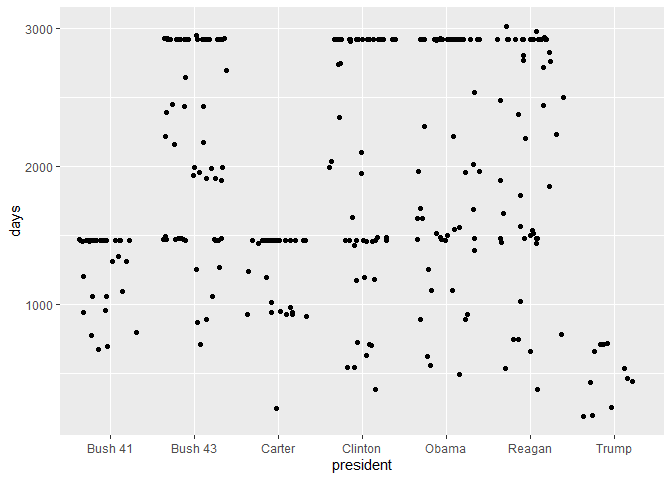 3000
2000
1000
days
Bush 41 Bush 43 Carter Clinton Obama Reagan Trump
president